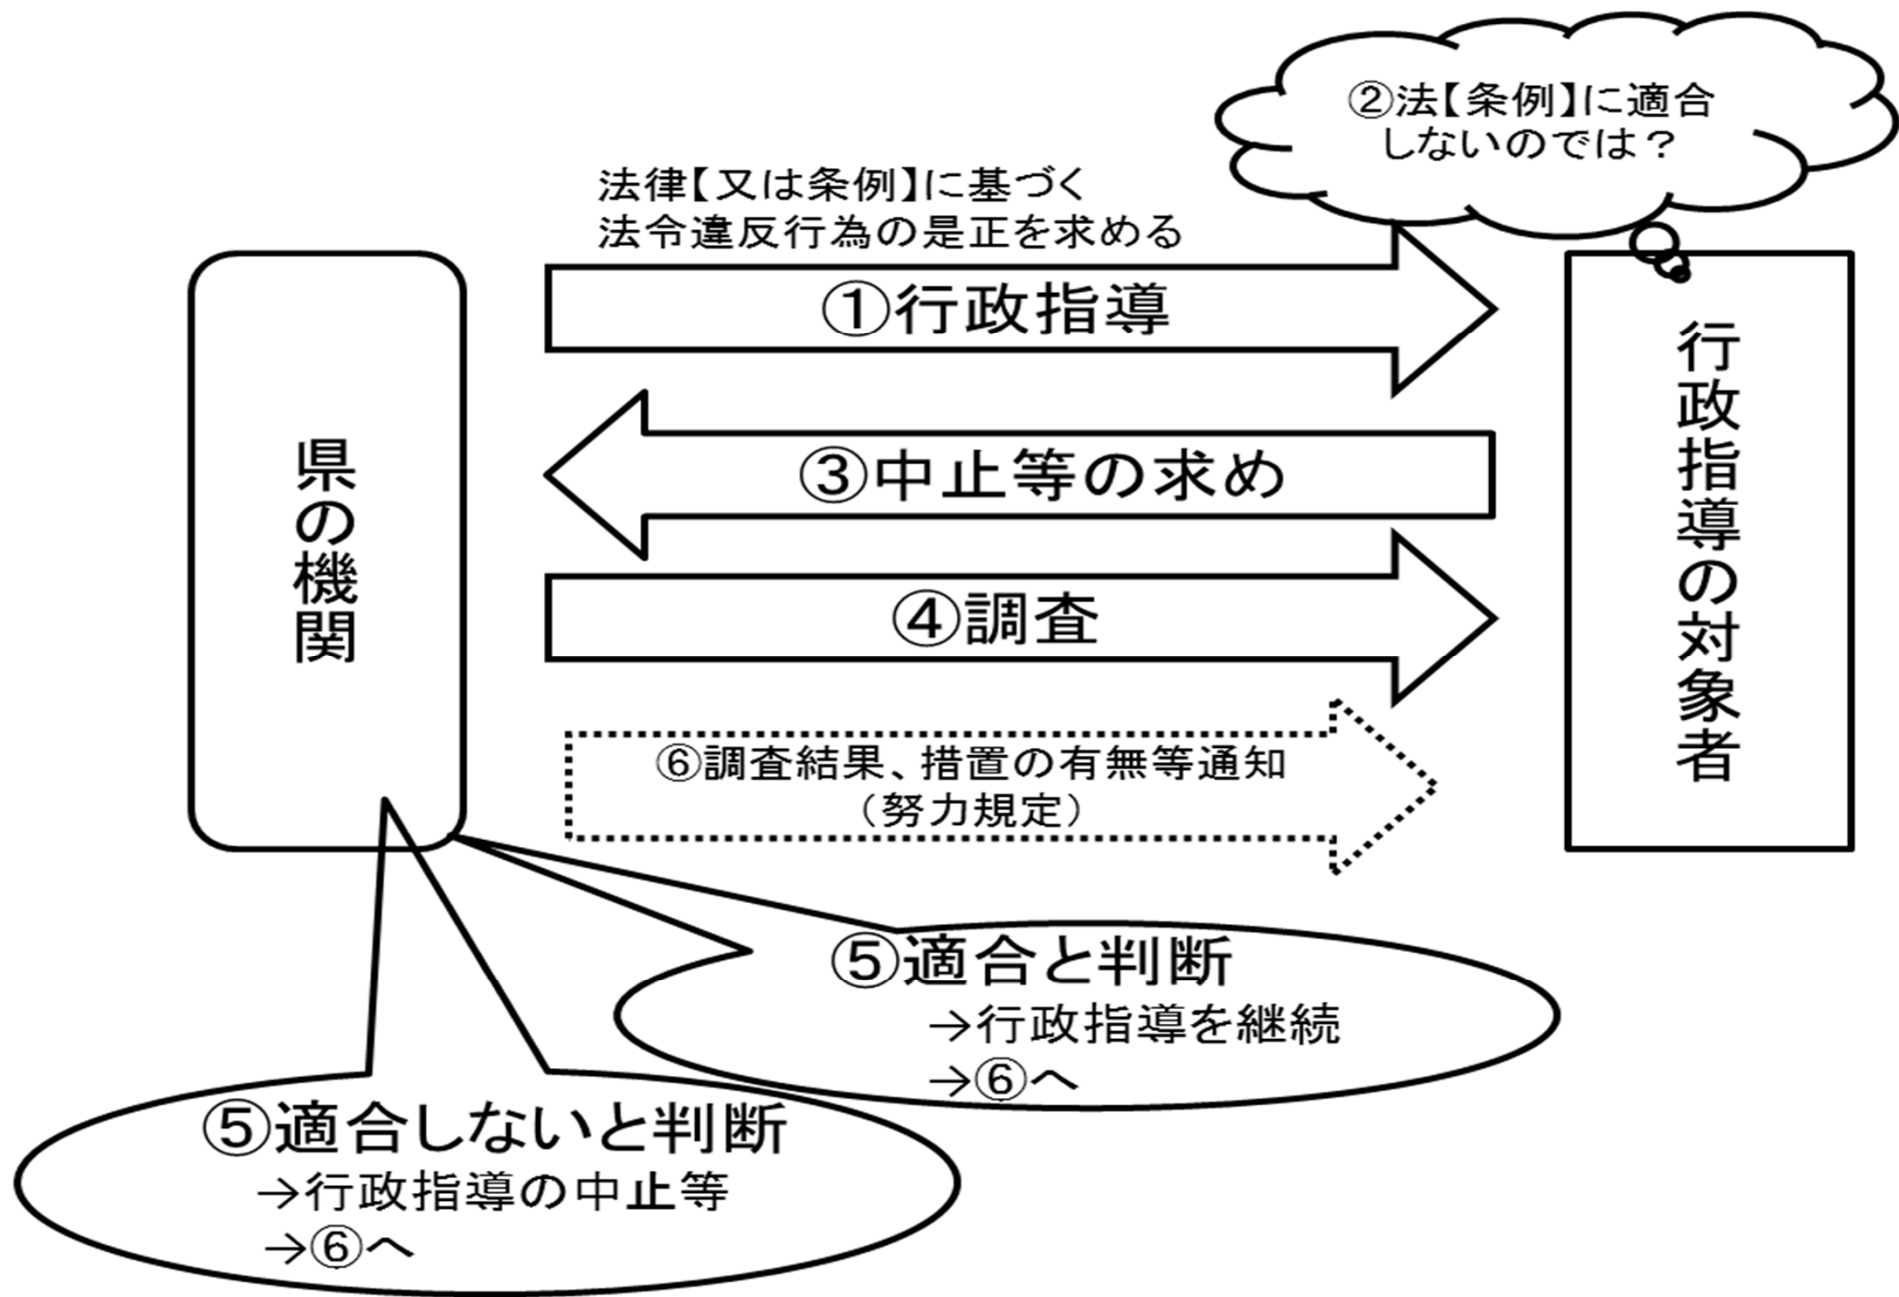 ②法【条例】に適合
しないのでは？
法律【又は条例】に基づく
法令違反行為の是正を求める
①行政指導
県の機関
③中止等の求め
行政指導の対象者
④調査
⑥調査結果、措置の有無等通知
（努力規定）
⑤適合と判断
→行政指導を継続
→⑥へ
⑤適合しないと判断
→行政指導の中止等
→⑥へ